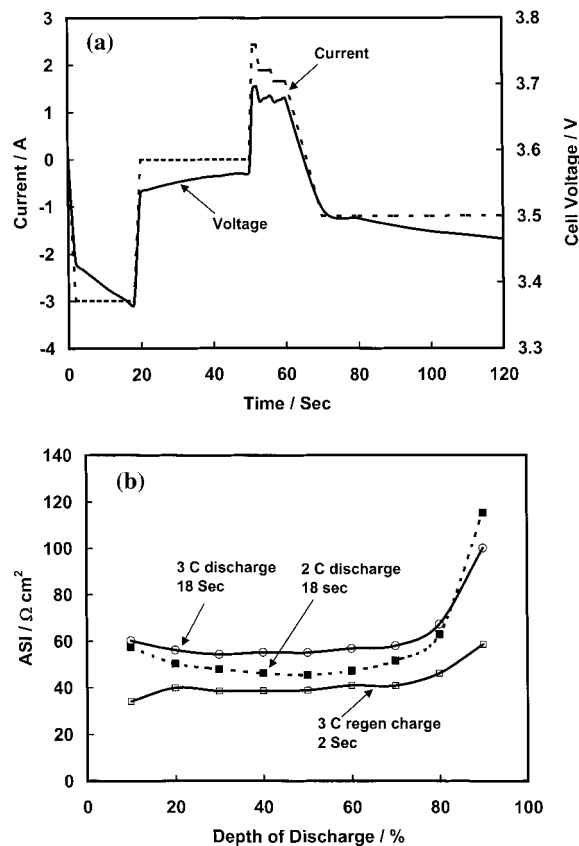 (a)
3
2
1
0
-1
-2
-3
-4
Current / A
3.8
3.7
3.6
3.5
3.4
3.3
Cell Voltage / V
Current
Voltage
0
20
40
60
80
100
120
Time / Sec
(b)
140
120
100
80
60
40
20
0
ASI / Ω cm²
3 C discharge
18 Sec
2 C discharge
18 sec
3 C regen charge
2 Sec
0
20
40
60
80
100
Depth of Discharge / %